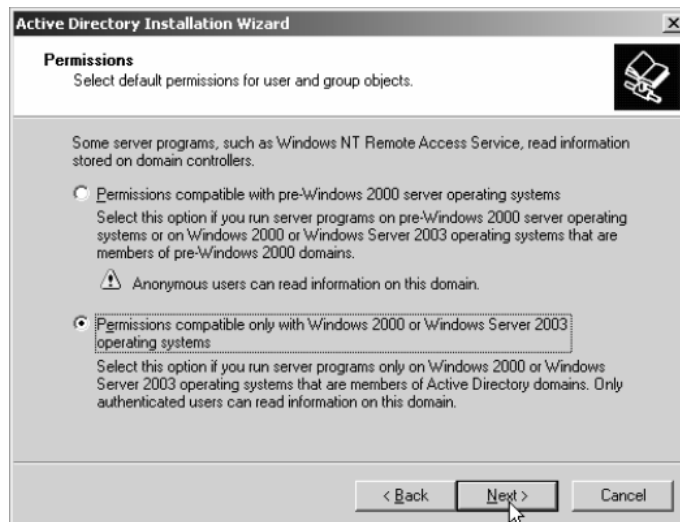 Active Directory Installation Wizard
Permissions
Select default permissions for user and group objects.
Some server programs, such as Windows NT Remote Access Service, read information
stored on domain controllers.
Permissions compatible with pre-Windows 2000 server operating systems
Select this option if you run server programs on pre-Windows 2000 server operating
systems or on Windows 2000 or Windows Server 2003 operating systems that are
members of pre-Windows 2000 domains.
Anonymous users can read information on this domain.
Permissions compatible only with Windows 2000 or Windows Server 2003
operating systems
Select this option if you run server programs only on Windows 2000 or Windows
Server 2003 operating systems that are members of Active Directory domains. Only
authenticated users can read information on this domain.
< Back Next > Cancel